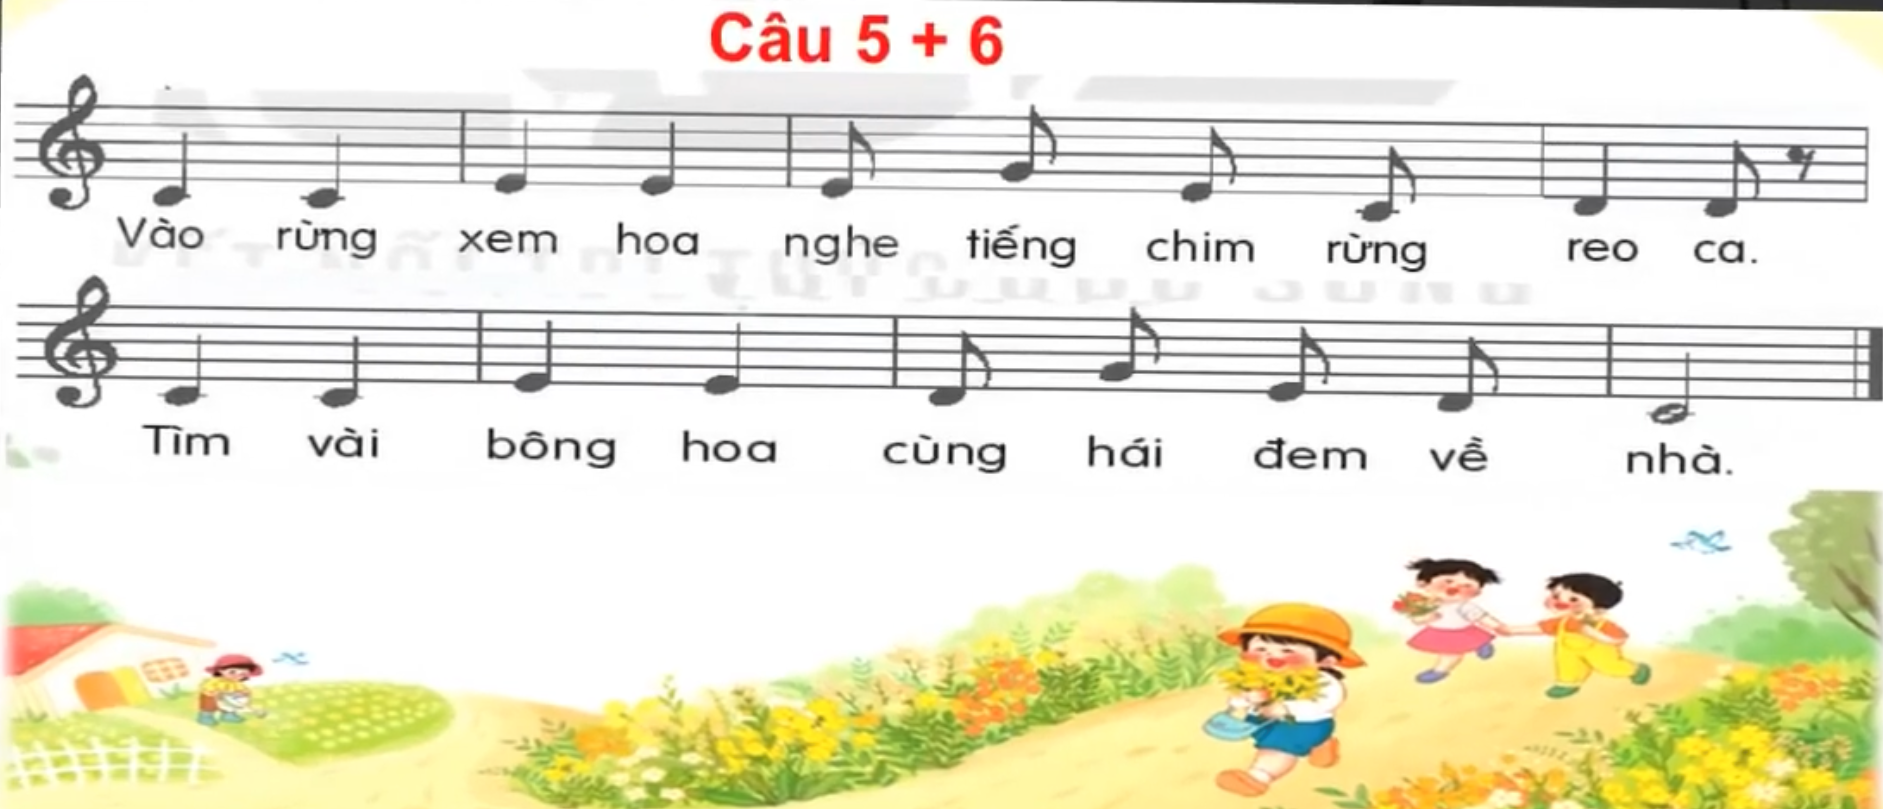 Câu 5 + 6
Vào rừng xem hoa nghe tiếng chim rừng reo ca.
Tìm vài bông hoa cùng hái đem về nhà.